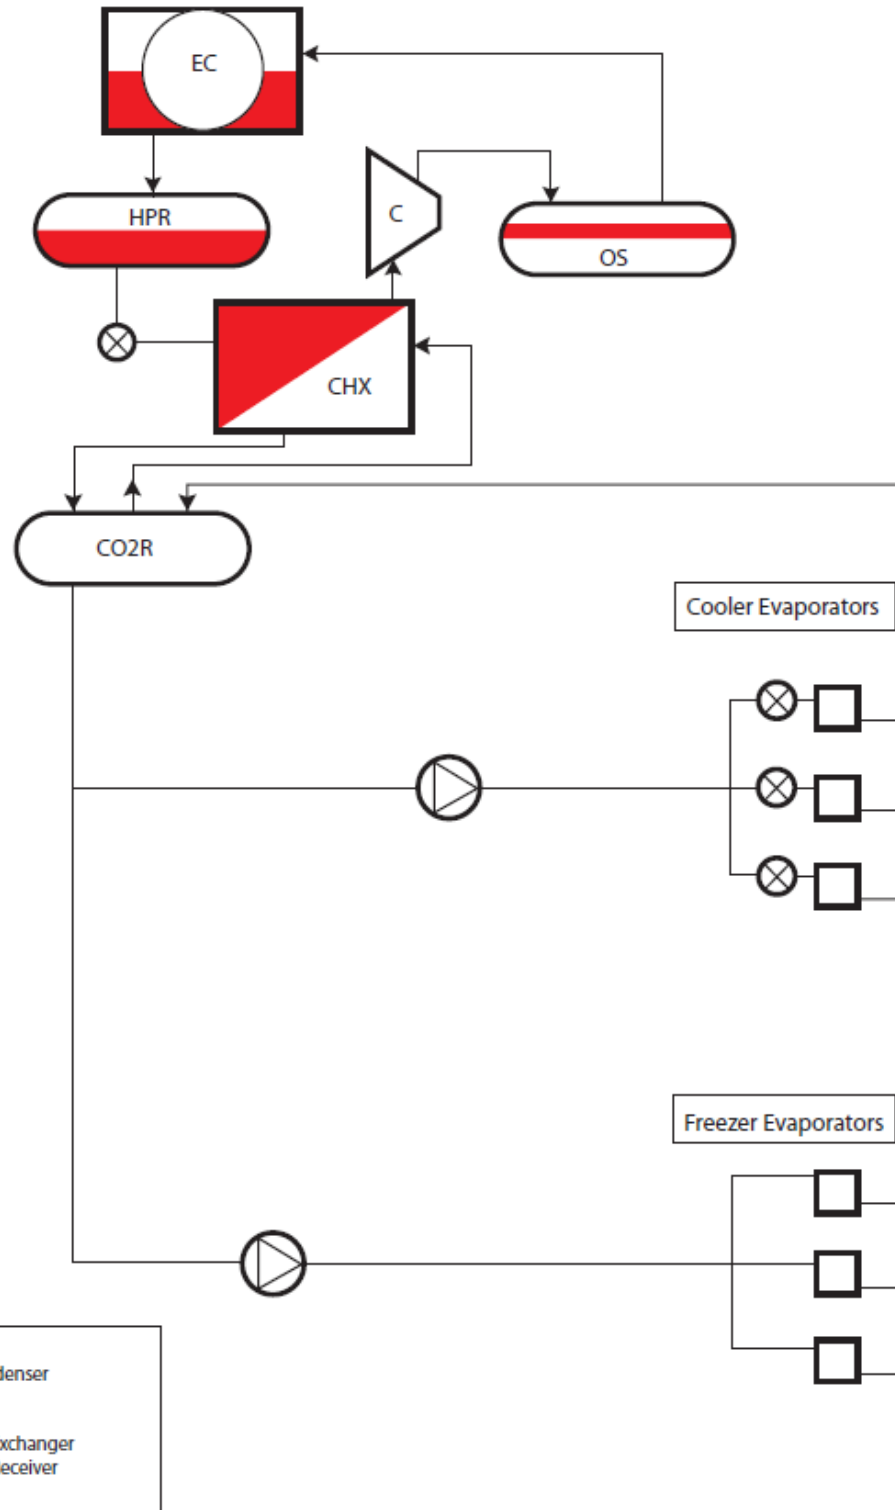 EC
HPR
C
OS
CHX
CO2R
Cooler Evaporators
Freezer Evaporators
denser
xchanger
eceiver